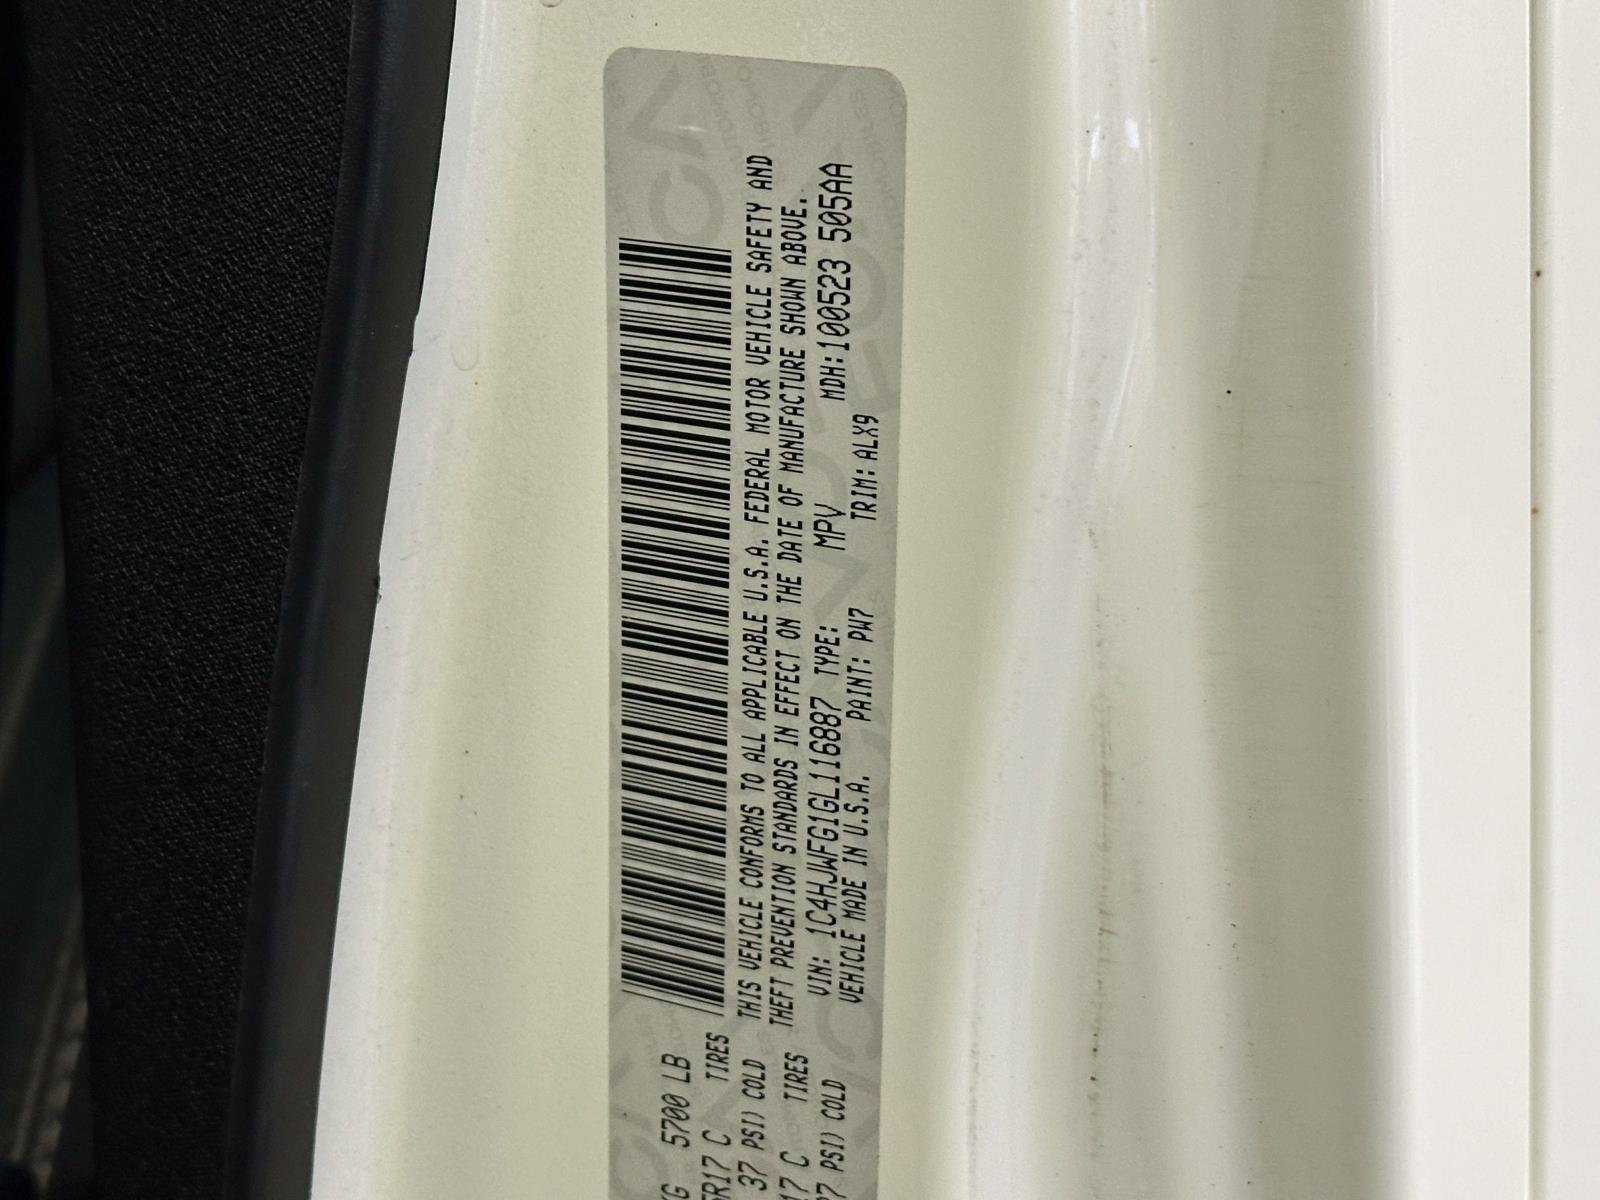 5700 LB
R17 C TIRES
37 PSI) COLD
17 C TIRES
37 PSI) COLD
THIS VEHICLE CONFORMS TO ALL APPLICABLE U.S.A. FEDERAL MOTOR VEHICLE SAFETY AND
THEFT PREVENTION STANDARDS IN EFFECT ON THE DATE OF MANUFACTURE SHOWN ABOVE.
VIN: 1C4HJWFG1GL116887 TYPE: MPV MDH:100523 505AA
VEHICLE MADE IN U.S.A. PAINT: PW7 TRIM: ALX9